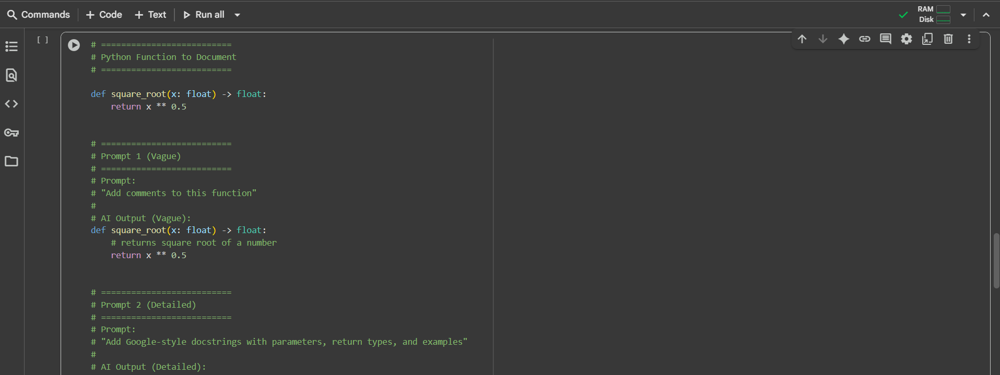 Commands + Code + Text Run all
RAM
Disk
[ ]
# ==========================
# Python Function to Document
# ==========================
def square_root(x: float) -> float:
    return x ** 0.5
# ==========================
# Prompt 1 (Vague)
# ==========================
# Prompt:
# "Add comments to this function"
#
# AI Output (Vague):
def square_root(x: float) -> float:
    # returns square root of a number
    return x ** 0.5
# ==========================
# Prompt 2 (Detailed)
# ==========================
# Prompt:
# "Add Google-style docstrings with parameters, return types, and examples"
#
# AI Output (Detailed):